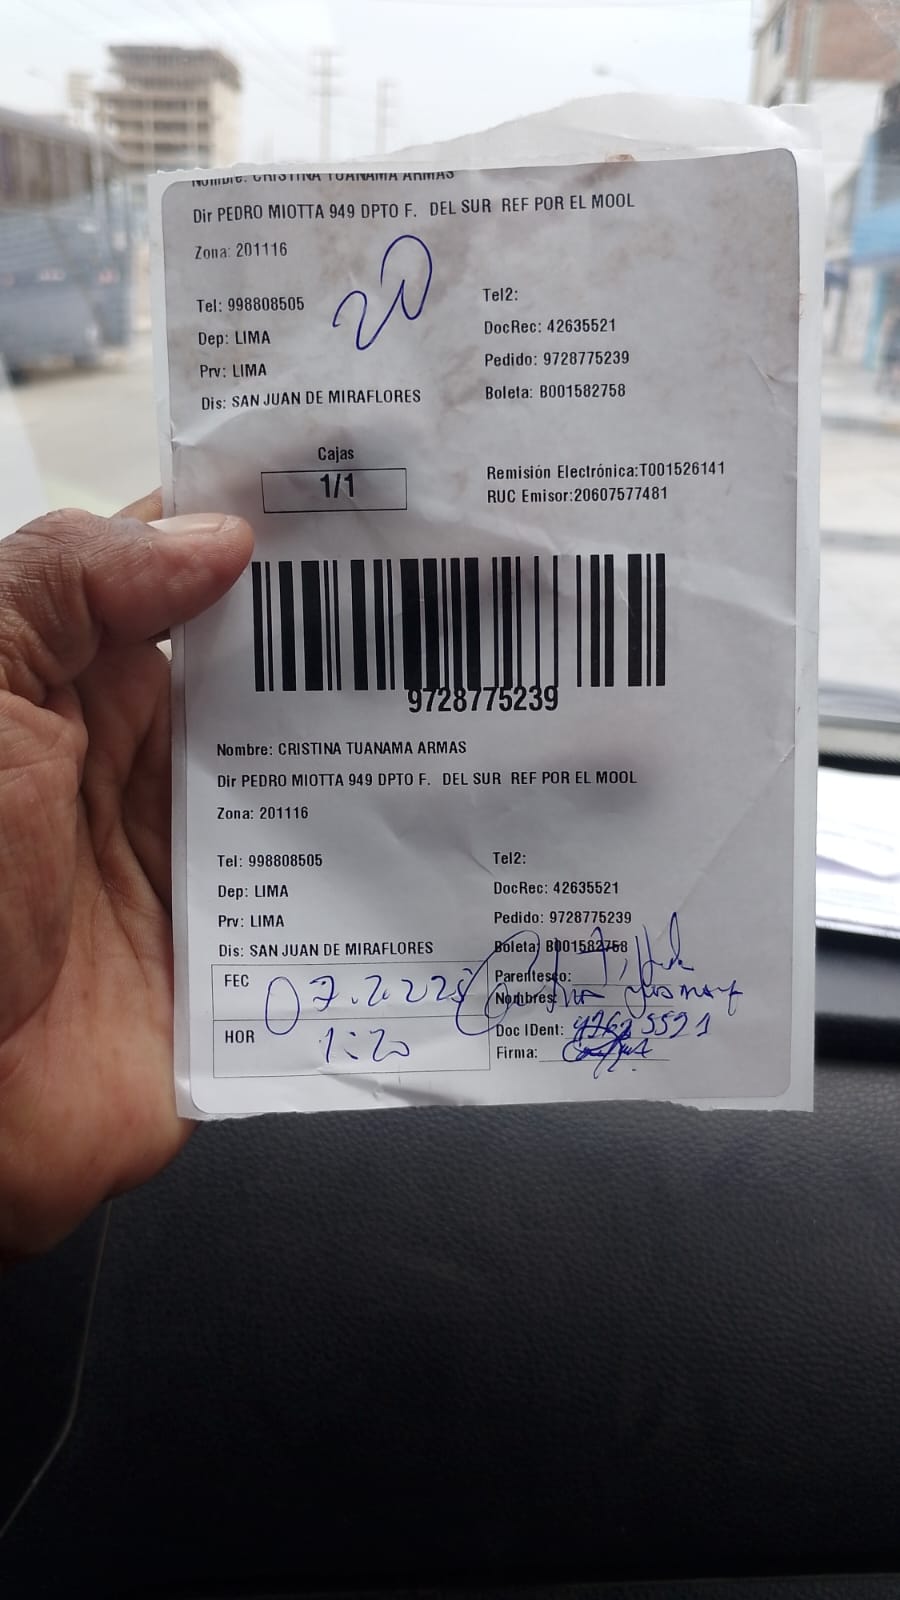 Nombre: CRISTINA TUANAMA ARMAS
Dir PEDRO MIOTTA 949 DPTO F. DEL SUR REF POR EL MOOL
Zona: 201116
20
Tel: 998808505
Tel2:
Dep: LIMA
DocRec: 42635521
Prv: LIMA
Pedido: 9728775239
Dis: SAN JUAN DE MIRAFLORES
Boleta: B001582758
Cajas
1/1
Remisión Electrónica:T001526141
RUC Emisor:20607577481
9728775239
Nombre: CRISTINA TUANAMA ARMAS
Dir PEDRO MIOTTA 949 DPTO F. DEL SUR REF POR EL MOOL
Zona: 201116
Tel: 998808505
Tel2:
Dep: LIMA
DocRec: 42635521
Prv: LIMA
Pedido: 9728775239
Dis: SAN JUAN DE MIRAFLORES
Boleta: B001582758
FEC
Parentesco:
Nombres:
HOR 1:20
Doc IDent: 42635521
Firma: